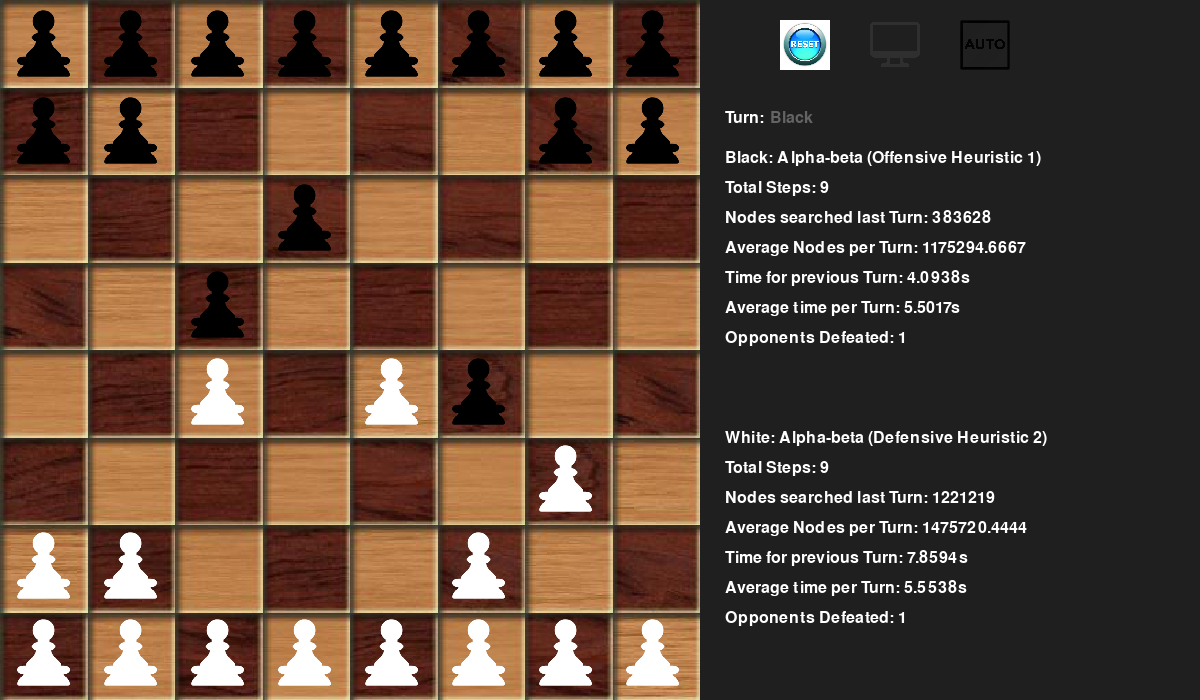 RESET
AUTO
Turn: Black
Black: Alpha-beta (Offensive Heuristic 1)
Total Steps: 9
Nodes searched last Turn: 383628
Average Nodes per Turn: 1175294.6667
Time for previous Turn: 4.0938s
Average time per Turn: 5.5017s
Opponents Defeated: 1
White: Alpha-beta (Defensive Heuristic 2)
Total Steps: 9
Nodes searched last Turn: 1221219
Average Nodes per Turn: 1475720.4444
Time for previous Turn: 7.8594s
Average time per Turn: 5.5538s
Opponents Defeated: 1